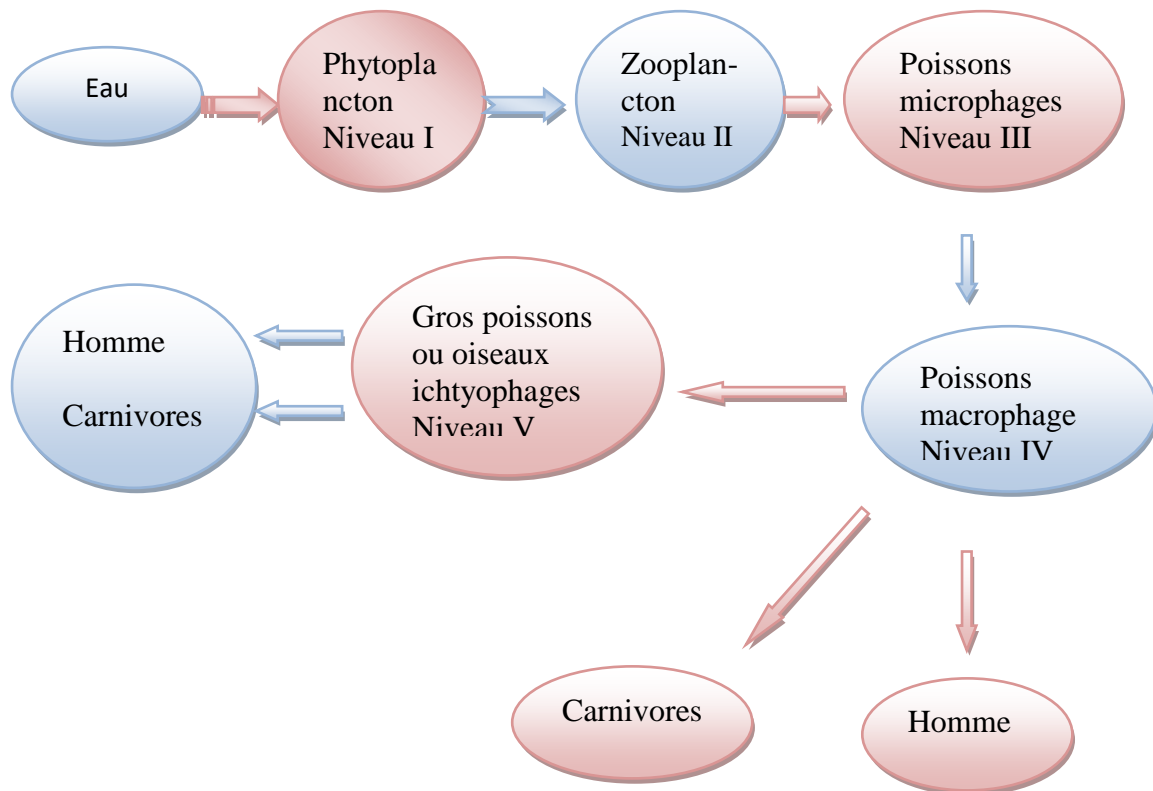 Eau
Phytopla
ncton
Niveau I
Zooplan-
cton
Niveau II
Poissons
microphages
Niveau III
Homme
Carnivores
Gros poissons
ou oiseaux
ichtyophages
Niveau V
Poissons
macrophage
Niveau IV
Carnivores
Homme